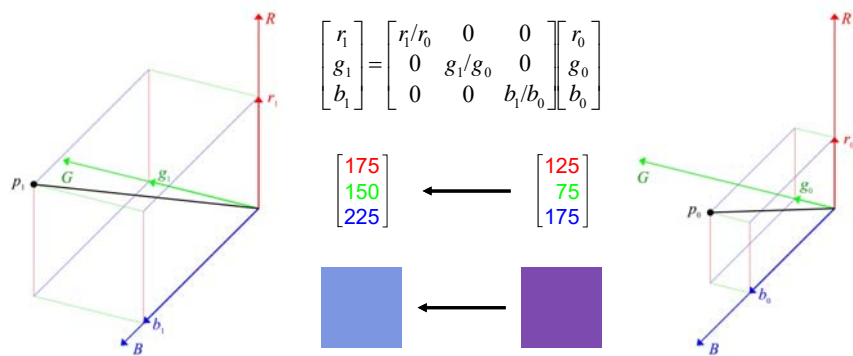 R
r₁
g₁
G
p₁
b₁
B
[r₁ g₁ b₁] = [r₁/r₀ 0 0; 0 g₁/g₀ 0; 0 0 b₁/b₀] [r₀ g₀ b₀]
175 125
150 75
225 175
R
r₀
G
g₀
p₀
b₀
B